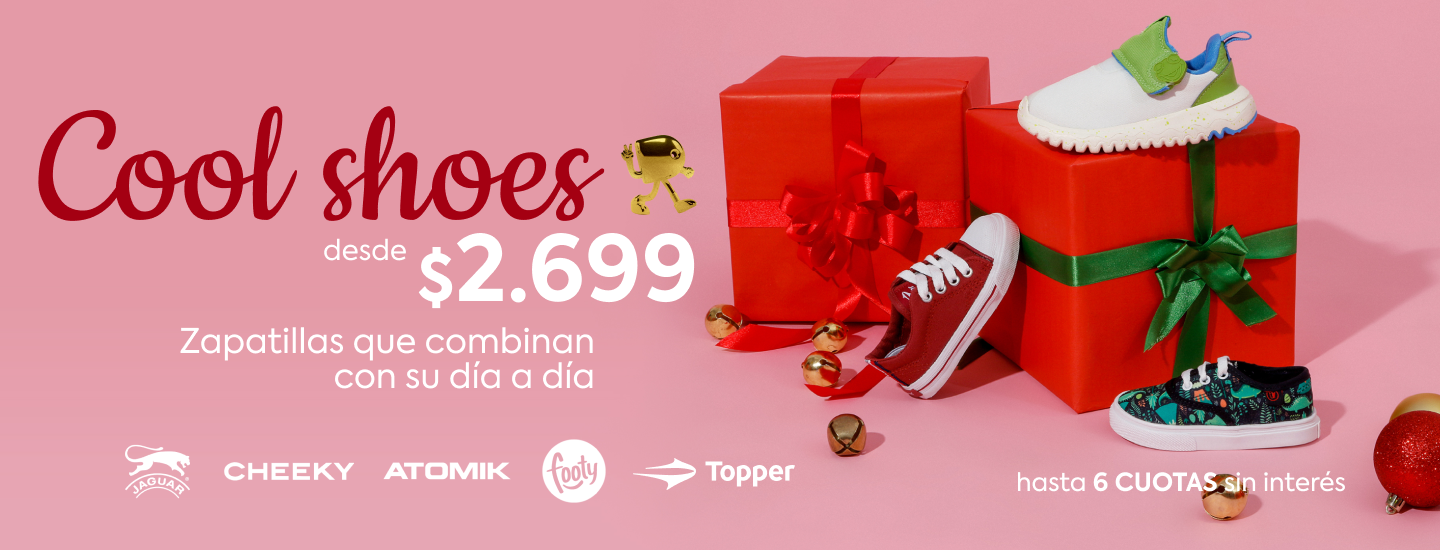 Cool shoes
desde $2.699
Zapatillas que combinan
con su día a día
JAGUAR CHEEKY ATOMIK footy Topper
hasta 6 CUOTAS sin interés